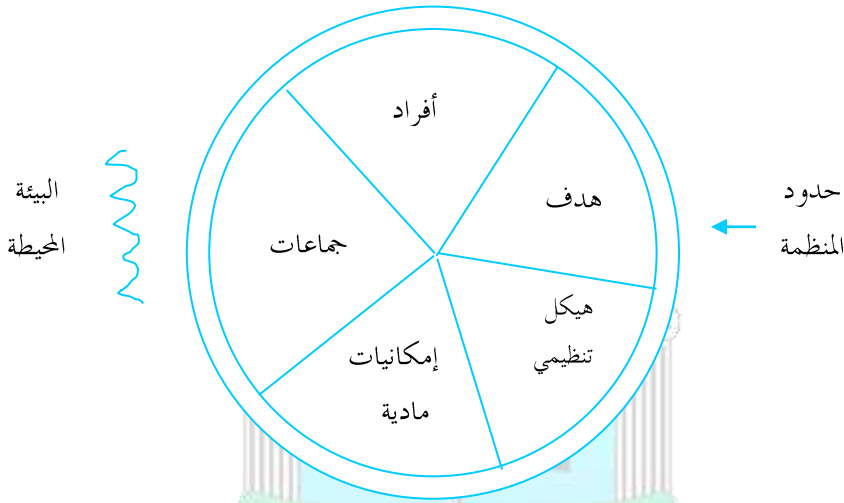 أفراد
هدف
حدود
المنظمة
البيئة
المحيطة
جماعات
هيكل
تنظيمي
إمكانيات
مادية